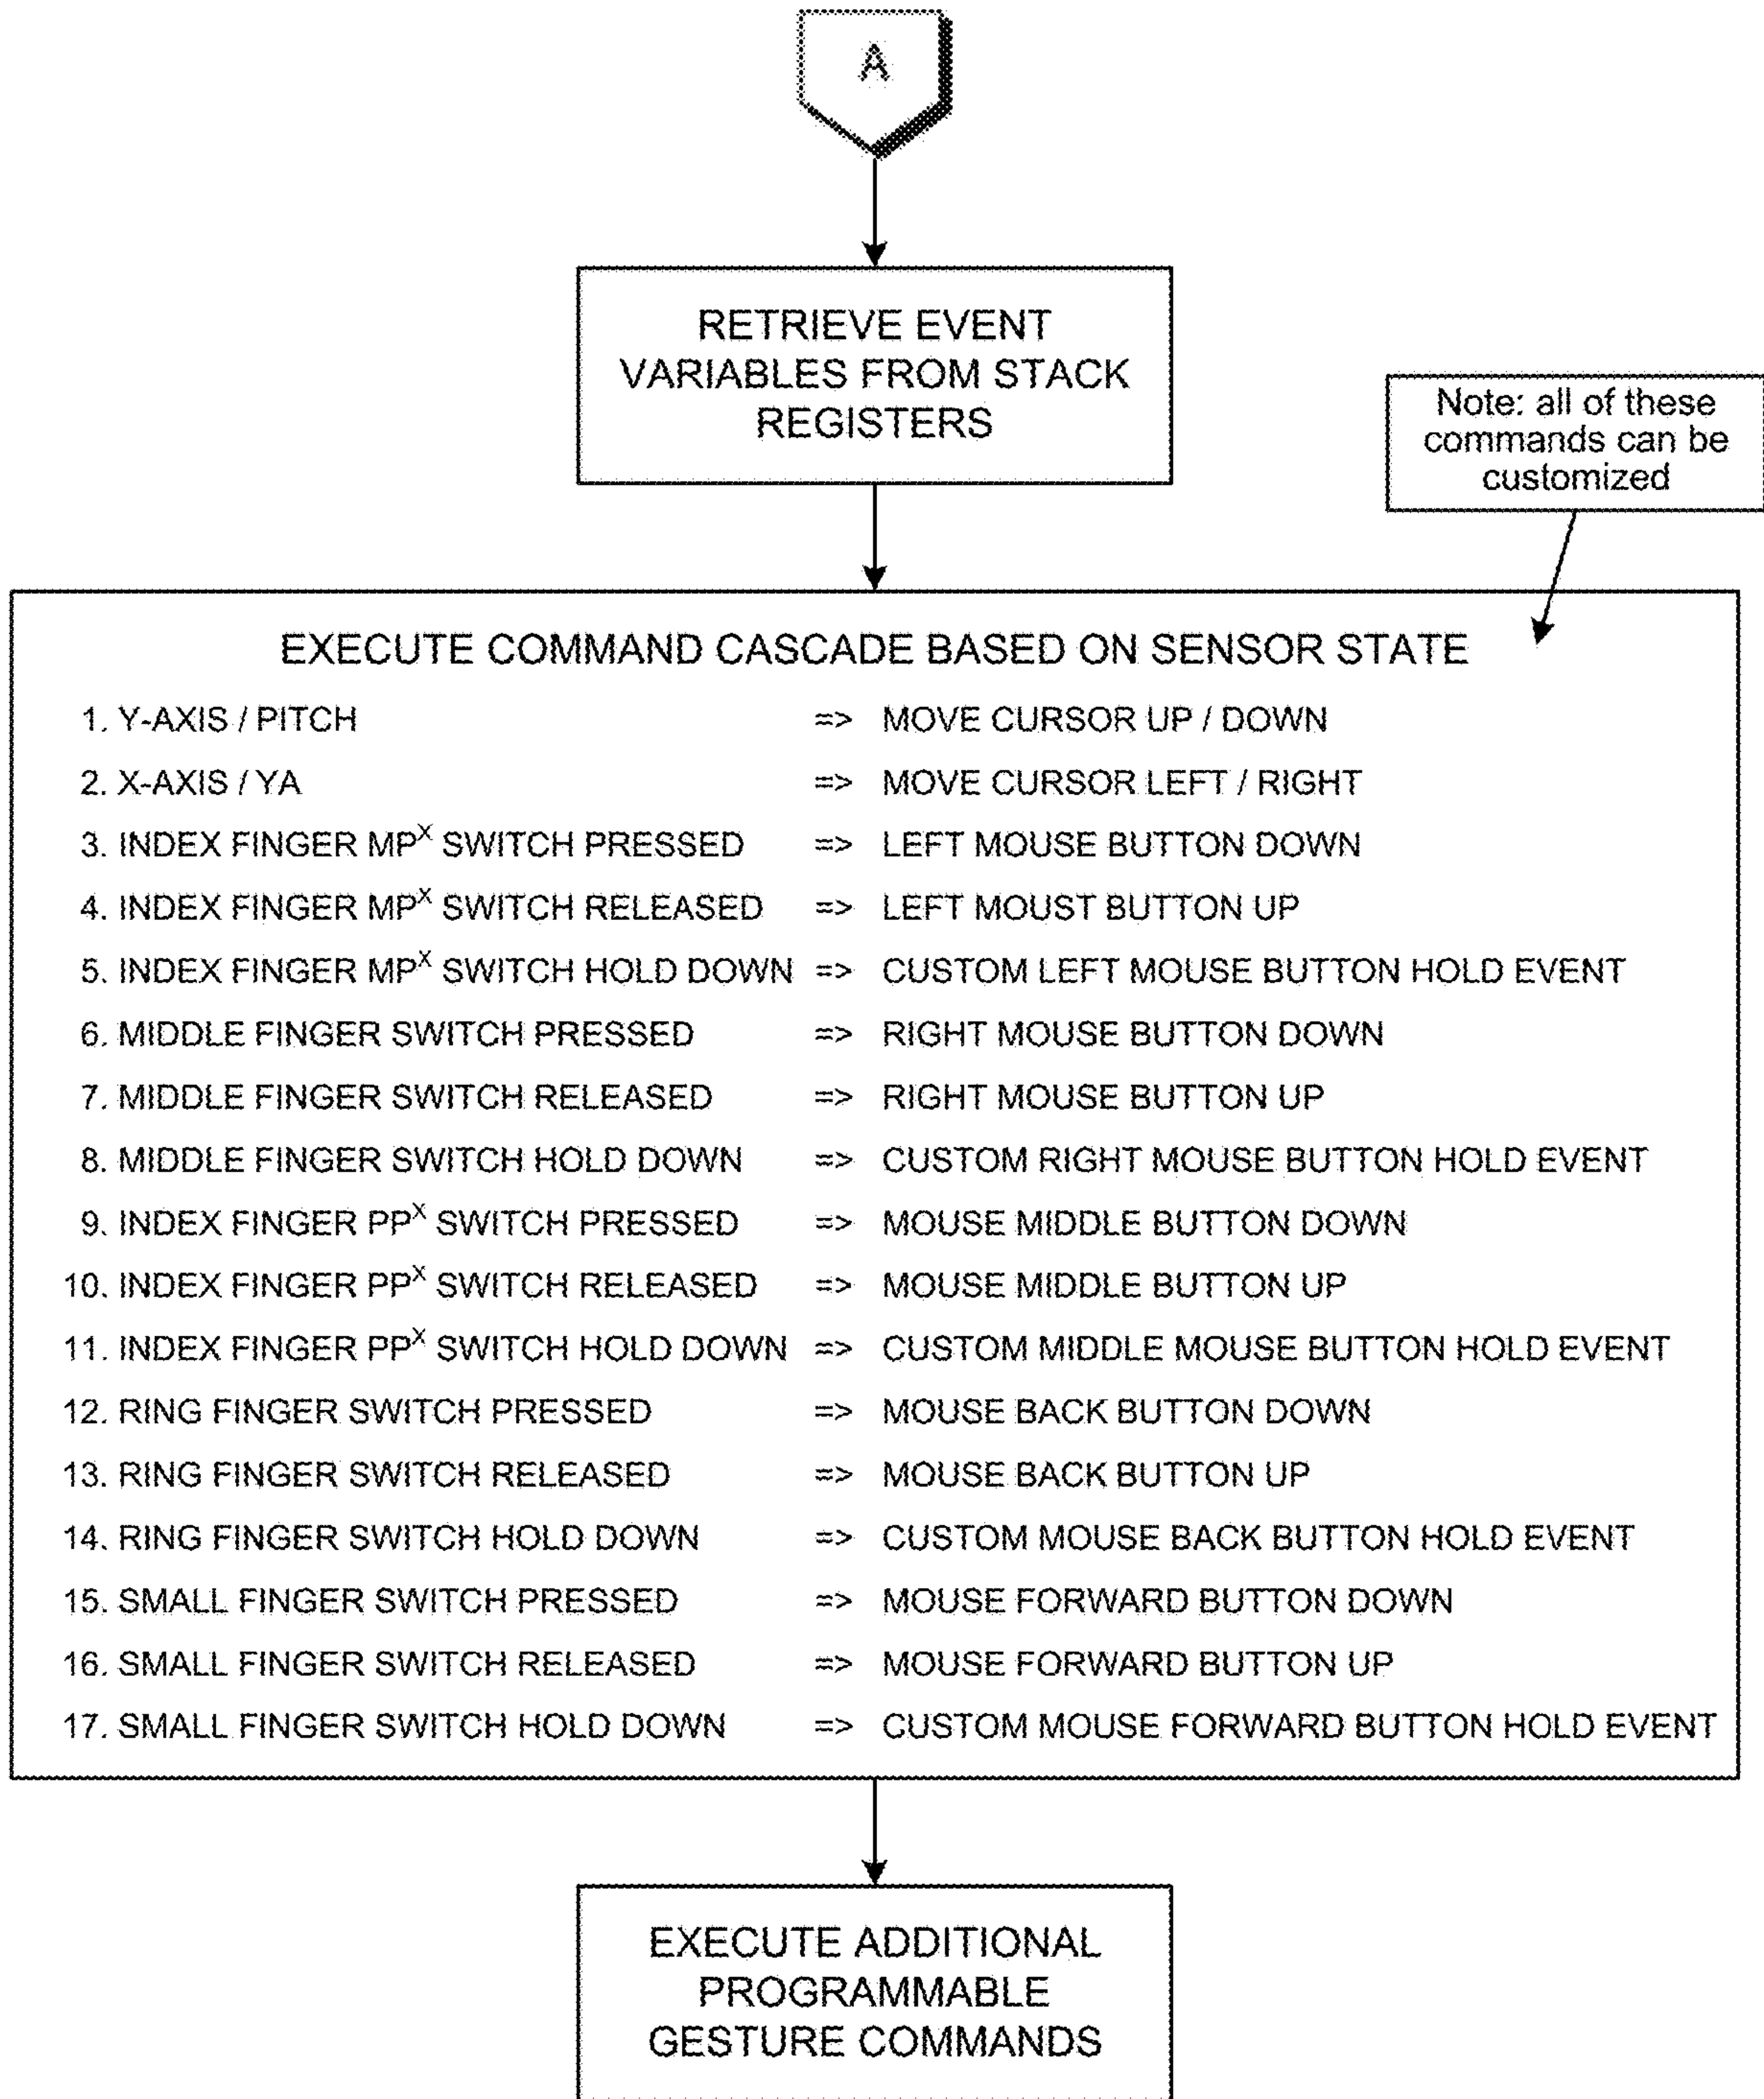 A
RETRIEVE EVENT
VARIABLES FROM STACK
REGISTERS
Note: all of these
commands can be
customized
EXECUTE COMMAND CASCADE BASED ON SENSOR STATE
1. Y-AXIS / PITCH => MOVE CURSOR UP / DOWN
2. X-AXIS / YA => MOVE CURSOR LEFT / RIGHT
3. INDEX FINGER MP^X SWITCH PRESSED => LEFT MOUSE BUTTON DOWN
4. INDEX FINGER MP^X SWITCH RELEASED => LEFT MOUST BUTTON UP
5. INDEX FINGER MP^X SWITCH HOLD DOWN => CUSTOM LEFT MOUSE BUTTON HOLD EVENT
6. MIDDLE FINGER SWITCH PRESSED => RIGHT MOUSE BUTTON DOWN
7. MIDDLE FINGER SWITCH RELEASED => RIGHT MOUSE BUTTON UP
8. MIDDLE FINGER SWITCH HOLD DOWN => CUSTOM RIGHT MOUSE BUTTON HOLD EVENT
9. INDEX FINGER PP^X SWITCH PRESSED => MOUSE MIDDLE BUTTON DOWN
10. INDEX FINGER PP^X SWITCH RELEASED => MOUSE MIDDLE BUTTON UP
11. INDEX FINGER PP^X SWITCH HOLD DOWN => CUSTOM MIDDLE MOUSE BUTTON HOLD EVENT
12. RING FINGER SWITCH PRESSED => MOUSE BACK BUTTON DOWN
13. RING FINGER SWITCH RELEASED => MOUSE BACK BUTTON UP
14. RING FINGER SWITCH HOLD DOWN => CUSTOM MOUSE BACK BUTTON HOLD EVENT
15. SMALL FINGER SWITCH PRESSED => MOUSE FORWARD BUTTON DOWN
16. SMALL FINGER SWITCH RELEASED => MOUSE FORWARD BUTTON UP
17. SMALL FINGER SWITCH HOLD DOWN => CUSTOM MOUSE FORWARD BUTTON HOLD EVENT
EXECUTE ADDITIONAL
PROGRAMMABLE
GESTURE COMMANDS